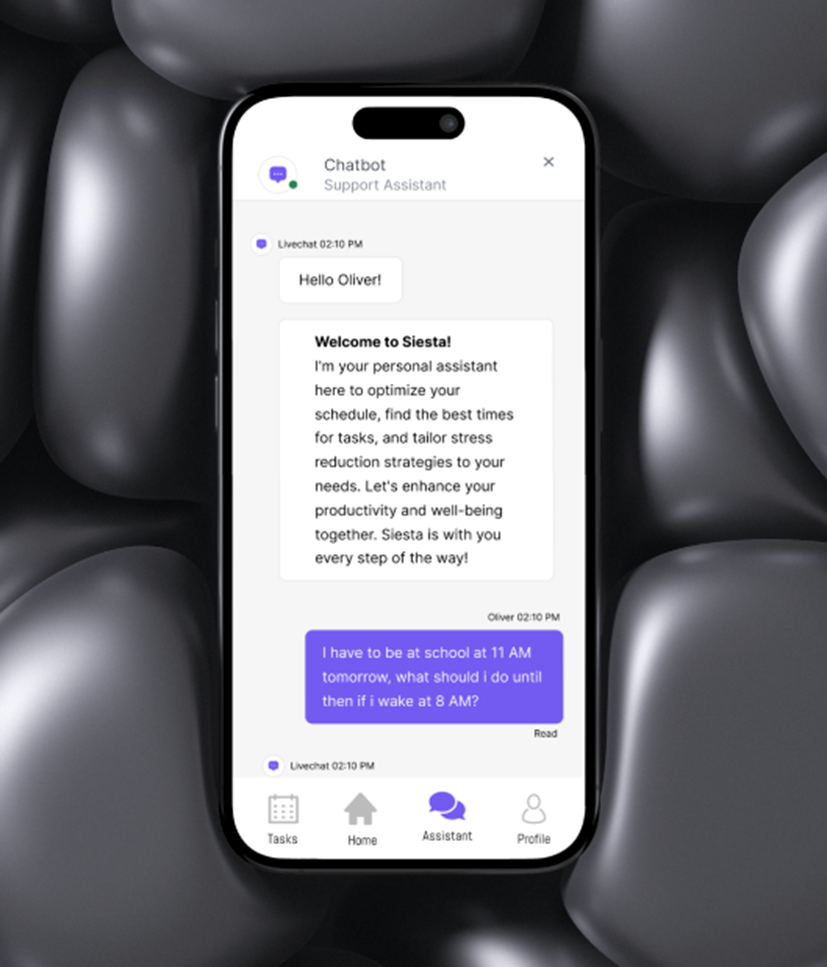 Chatbot
Support Assistant
Livechat 02:10 PM
Hello Oliver!
Welcome to Siesta!
I'm your personal assistant
here to optimize your
schedule, find the best times
for tasks, and tailor stress
reduction strategies to your
needs. Let's enhance your
productivity and well-being
together. Siesta is with you
every step of the way!
Oliver 02:10 PM
I have to be at school at 11 AM
tomorrow, what should i do until
then if i wake at 8 AM?
Read
Livechat 02:10 PM
Tasks
Home
Assistant
Profile